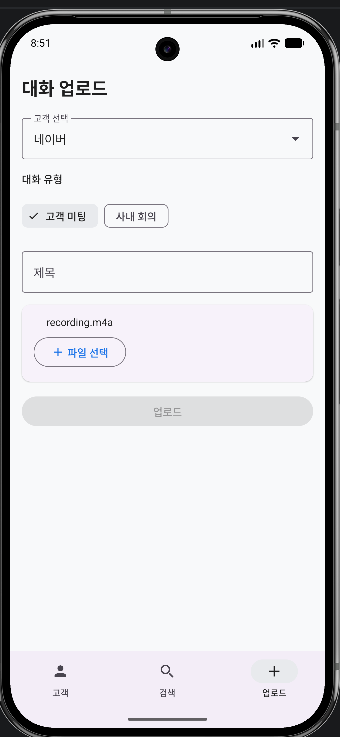 8:51
대화 업로드
고객 선택
네이버
대화 유형
고객 미팅 사내 회의
제목
recording.m4a
+ 파일 선택
업로드
고객 검색 업로드